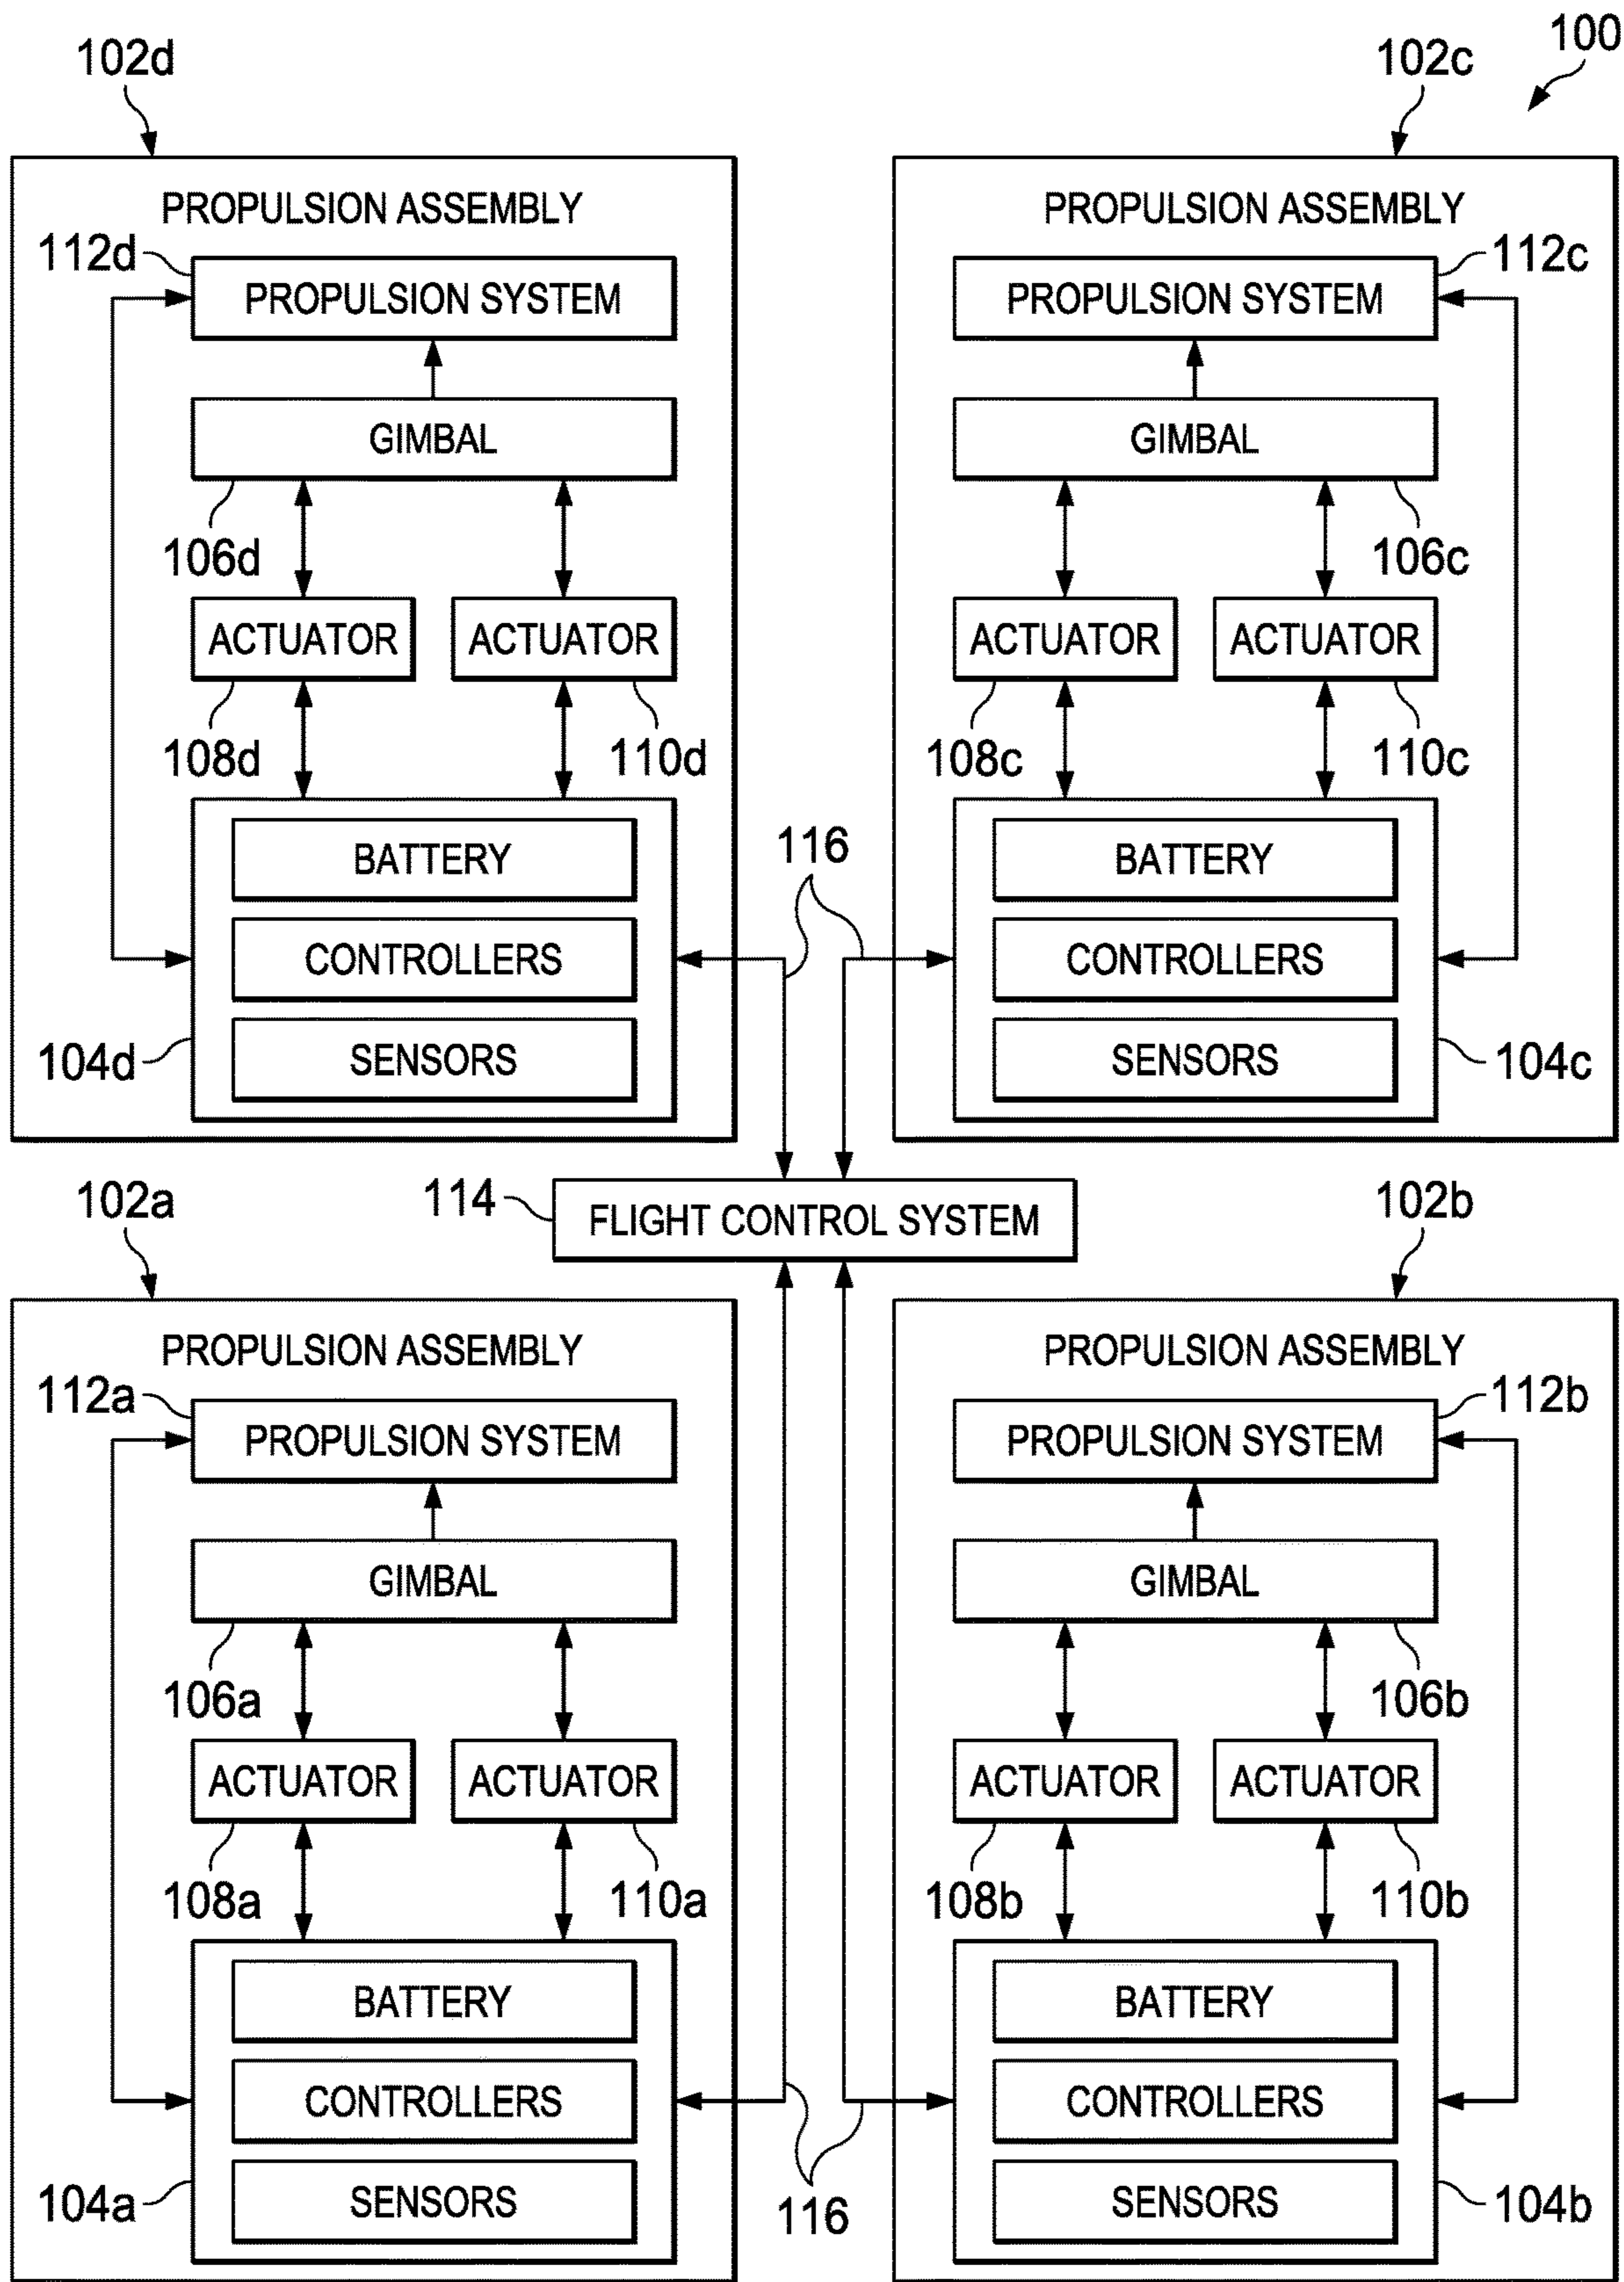 100
102d
PROPULSION ASSEMBLY
112d
PROPULSION SYSTEM
GIMBAL
106d
ACTUATOR
ACTUATOR
108d
110d
BATTERY
CONTROLLERS
SENSORS
104d
102c
PROPULSION ASSEMBLY
112c
PROPULSION SYSTEM
GIMBAL
106c
ACTUATOR
ACTUATOR
108c
110c
BATTERY
CONTROLLERS
SENSORS
104c
116
114
FLIGHT CONTROL SYSTEM
102a
PROPULSION ASSEMBLY
112a
PROPULSION SYSTEM
GIMBAL
106a
ACTUATOR
ACTUATOR
108a
110a
BATTERY
CONTROLLERS
SENSORS
104a
102b
PROPULSION ASSEMBLY
112b
PROPULSION SYSTEM
GIMBAL
106b
ACTUATOR
ACTUATOR
108b
110b
BATTERY
CONTROLLERS
SENSORS
104b
116